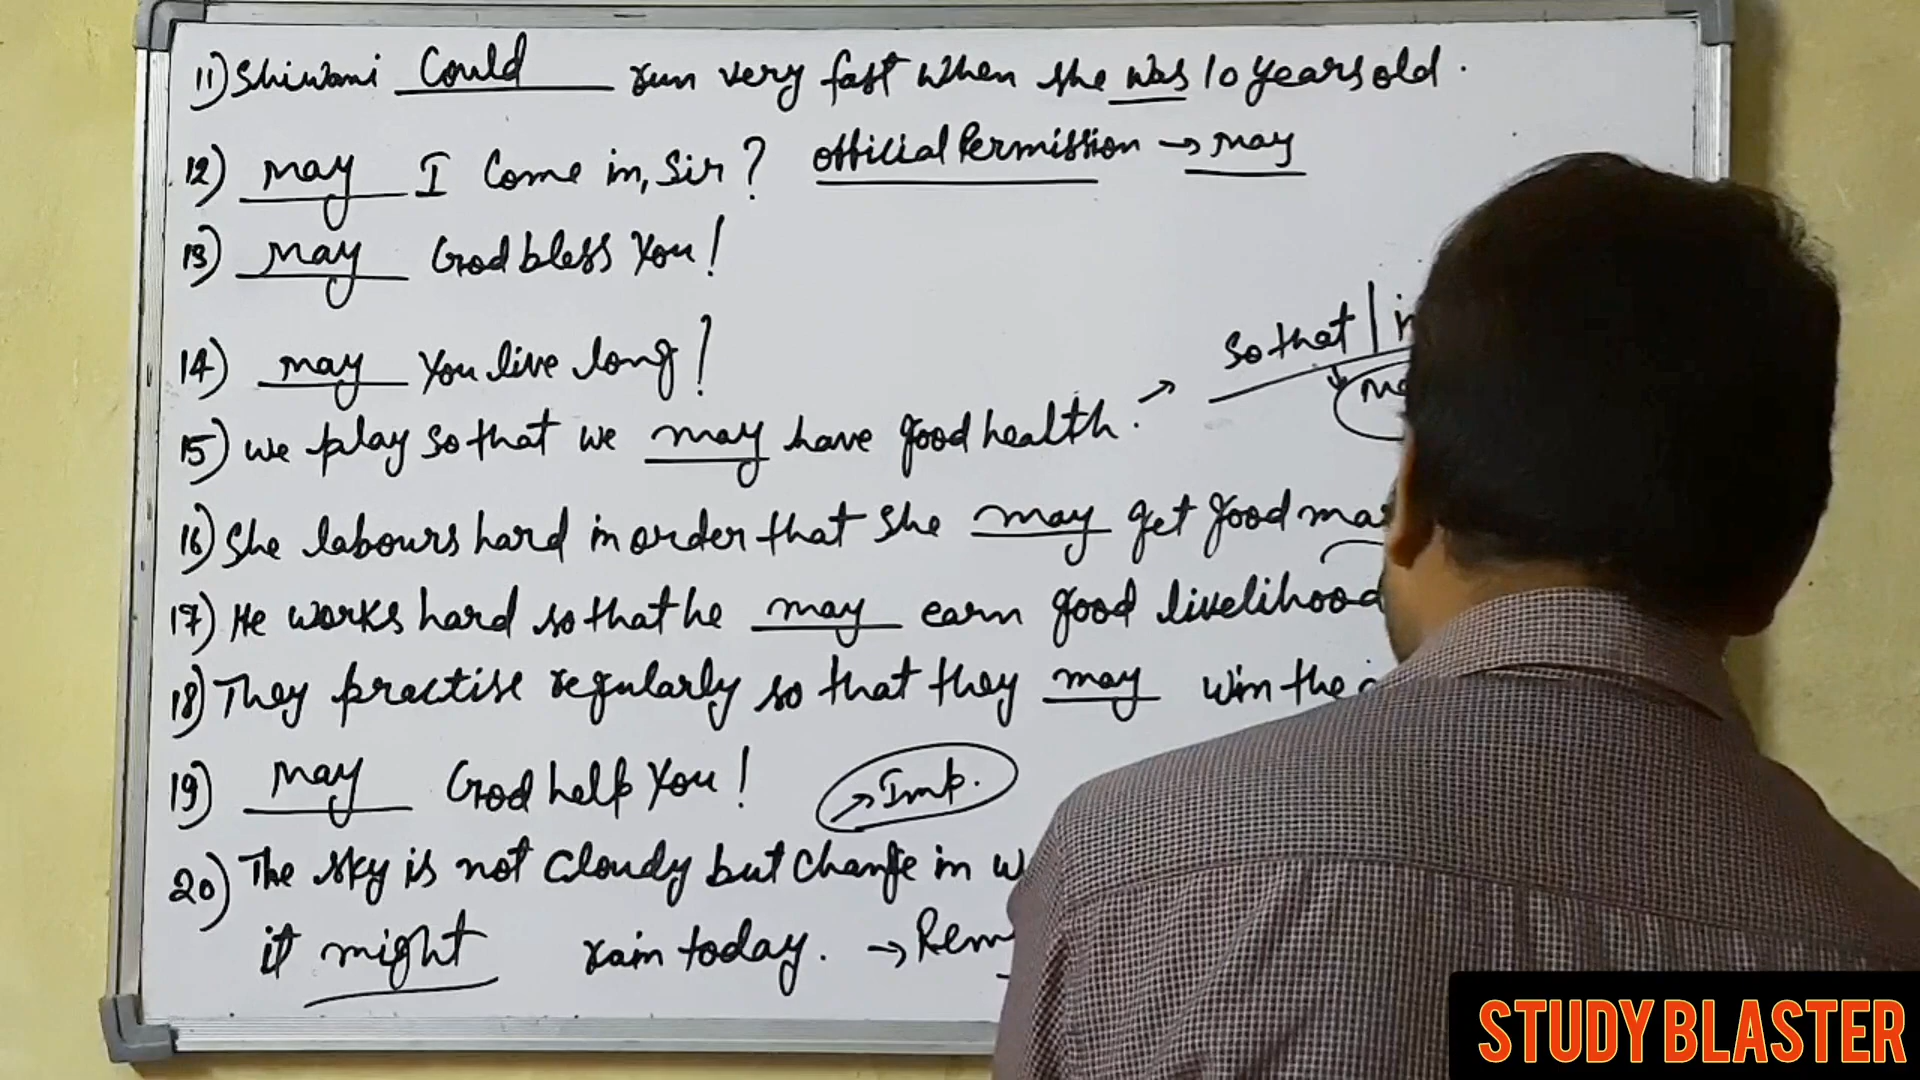 11) Shiwani Could run very fast when she was 10 years old.
12) may I Come in, Sir? official Permission → may
13) may God bless You!
14) may You live long!
so that | in
15) we play so that we may have good health. →
16) She labours hard in order that she may get good
17) He works hard so that he may earn good livelihood
18) They practise regularly so that they may win the
19) may God help You! → Imp.
20) The sky is not Cloudy but Change in
it might rain today. →
STUDY BLASTER